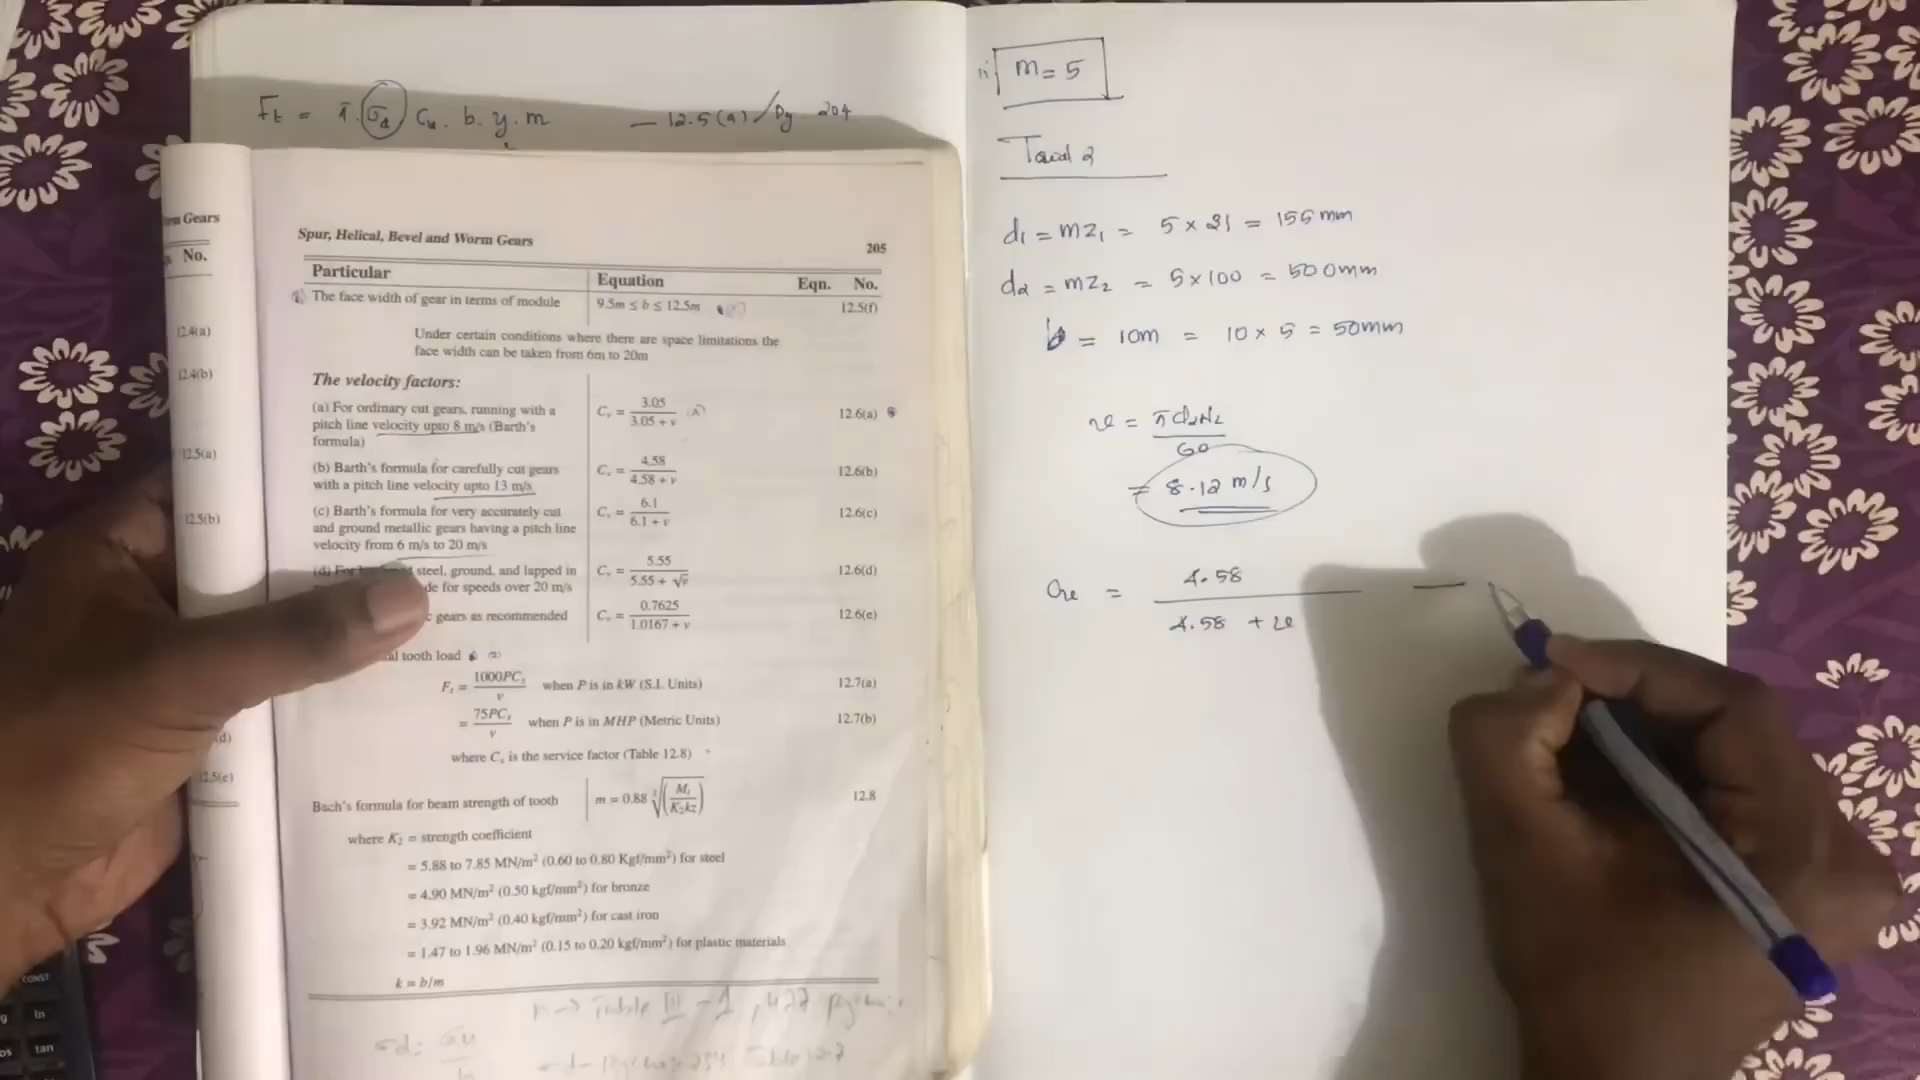 Ft = π. σd Cv. b. y. m — 12.5(a) / Pg 204
Gears
No.
12.4(a)
12.4(b)
12.5(a)
12.5(b)
(d)
12.5(e)
Spur, Helical, Bevel and Worm Gears 205
Particular Equation Eqn. No.
The face width of gear in terms of module 9.5m ≤ b ≤ 12.5m 12.5(f)
Under certain conditions where there are space limitations the
face width can be taken from 6m to 20m
The velocity factors:
(a) For ordinary cut gears, running with a
pitch line velocity upto 8 m/s (Barth's
formula)
Cv = 3.05 / 3.05 + v (A) 12.6(a)
(b) Barth's formula for carefully cut gears
with a pitch line velocity upto 13 m/s
Cv = 4.58 / 4.58 + v 12.6(b)
(c) Barth's formula for very accurately cut
and ground metallic gears having a pitch line
velocity from 6 m/s to 20 m/s
Cv = 6.1 / 6.1 + v 12.6(c)
(d) For steel, ground, and lapped in
for speeds over 20 m/s
Cv = 5.55 / 5.55 + √v 12.6(d)
gears as recommended
Cv = 0.7625 / 1.0167 + v 12.6(e)
tooth load
Ft = 1000PCs / v when P is in kW (S.I. Units) 12.7(a)
= 75PCs / v when P is in MHP (Metric Units) 12.7(b)
where Cs is the service factor (Table 12.8)
Bach's formula for beam strength of tooth m = 0.88 ∛(Mt / K2kz) 12.8
where K2 = strength coefficient
= 5.88 to 7.85 MN/m² (0.60 to 0.80 Kgf/mm²) for steel
= 4.90 MN/m² (0.50 kgf/mm²) for bronze
= 3.92 MN/m² (0.40 kgf/mm²) for cast iron
= 1.47 to 1.96 MN/m² (0.15 to 0.20 kgf/mm²) for plastic materials
k = b/m
CONST
ln
tan
m = 5
d1 = mz1 = 5 × 31 = 155mm
d2 = mz2 = 5×100 = 500mm
b = 10m = 10 × 5 = 50mm
v = πd2N2 / 60
= 8.12 m/s
Cv = 4.58 / 4.58 + v —